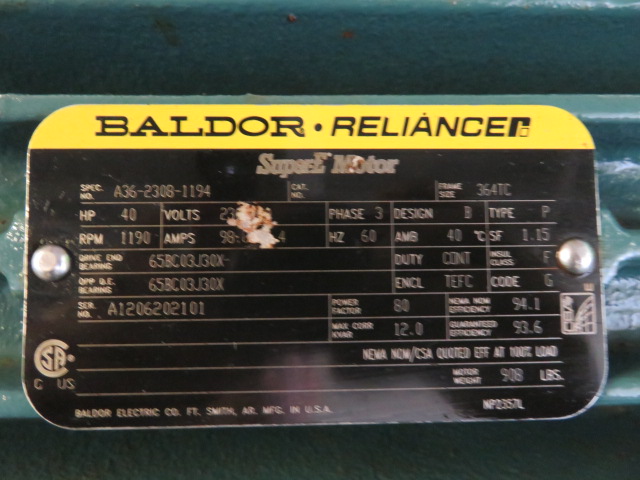 BALDOR • RELIANCE
SuperE Motor
SPEC. NO. A36-2308-1194 CAT. NO. FRAME SIZE 364TC
HP 40 VOLTS PHASE 3 DESIGN B TYPE P
RPM 1190 AMPS HZ 60 AMB 40 °C SF 1.15
DRIVE END BEARING 65BC03J30X- DUTY CONT INSUL CLASS F
OPP D.E. BEARING 65BC03J30X ENCL TEFC CODE G
SER. NO. A1206202101 POWER FACTOR 80 NEMA NOM EFFICIENCY 94.1
MAX CORR KVAR 12.0 GUARANTEED EFFICIENCY 93.6
NEMA NOM/CSA QUOTED EFF AT 100% LOAD
G US
MOTOR WEIGHT 908 LBS.
BALDOR ELECTRIC CO. FT. SMITH, AR. MFG. IN U.S.A. NP2357L